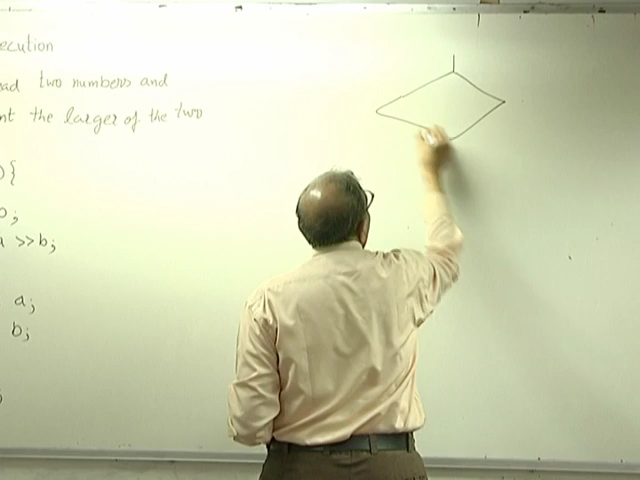 ecution
ad two numbers and
nt the larger of the two
){
a >>b;
a;
b;